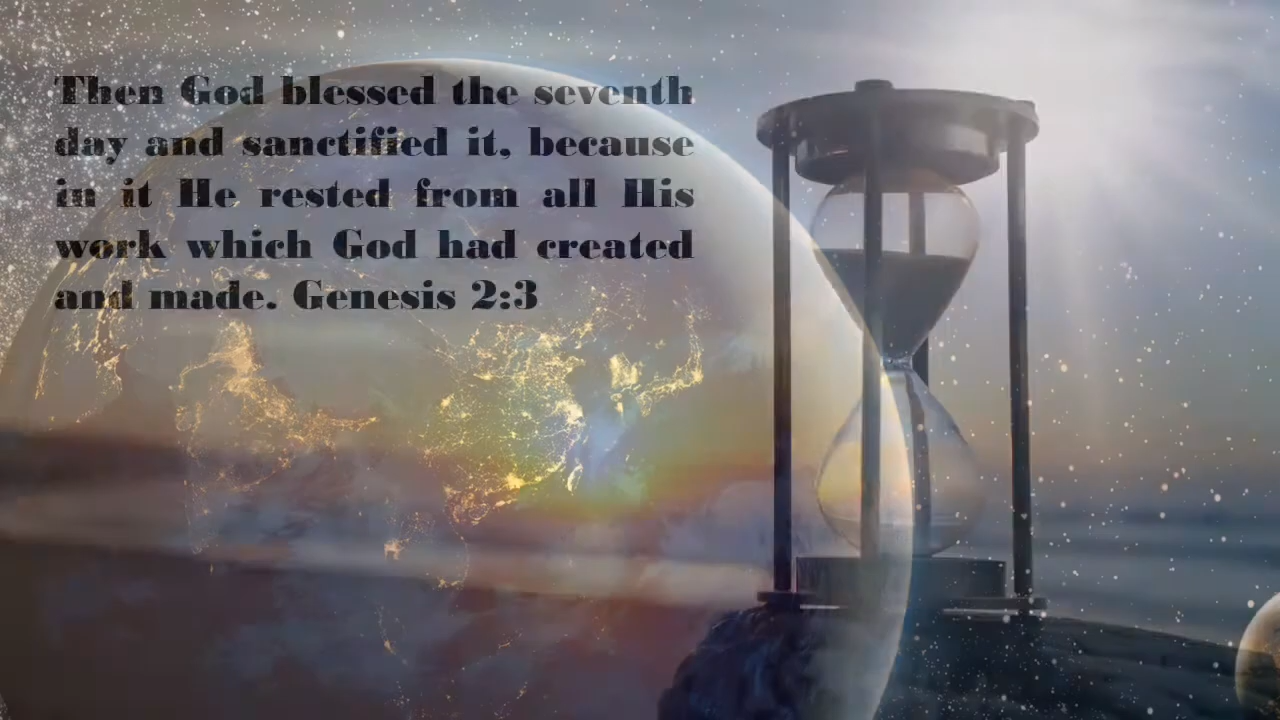 Then God blessed the seventh
day and sanctified it, because
in it He rested from all His
work which God had created
and made. Genesis 2:3